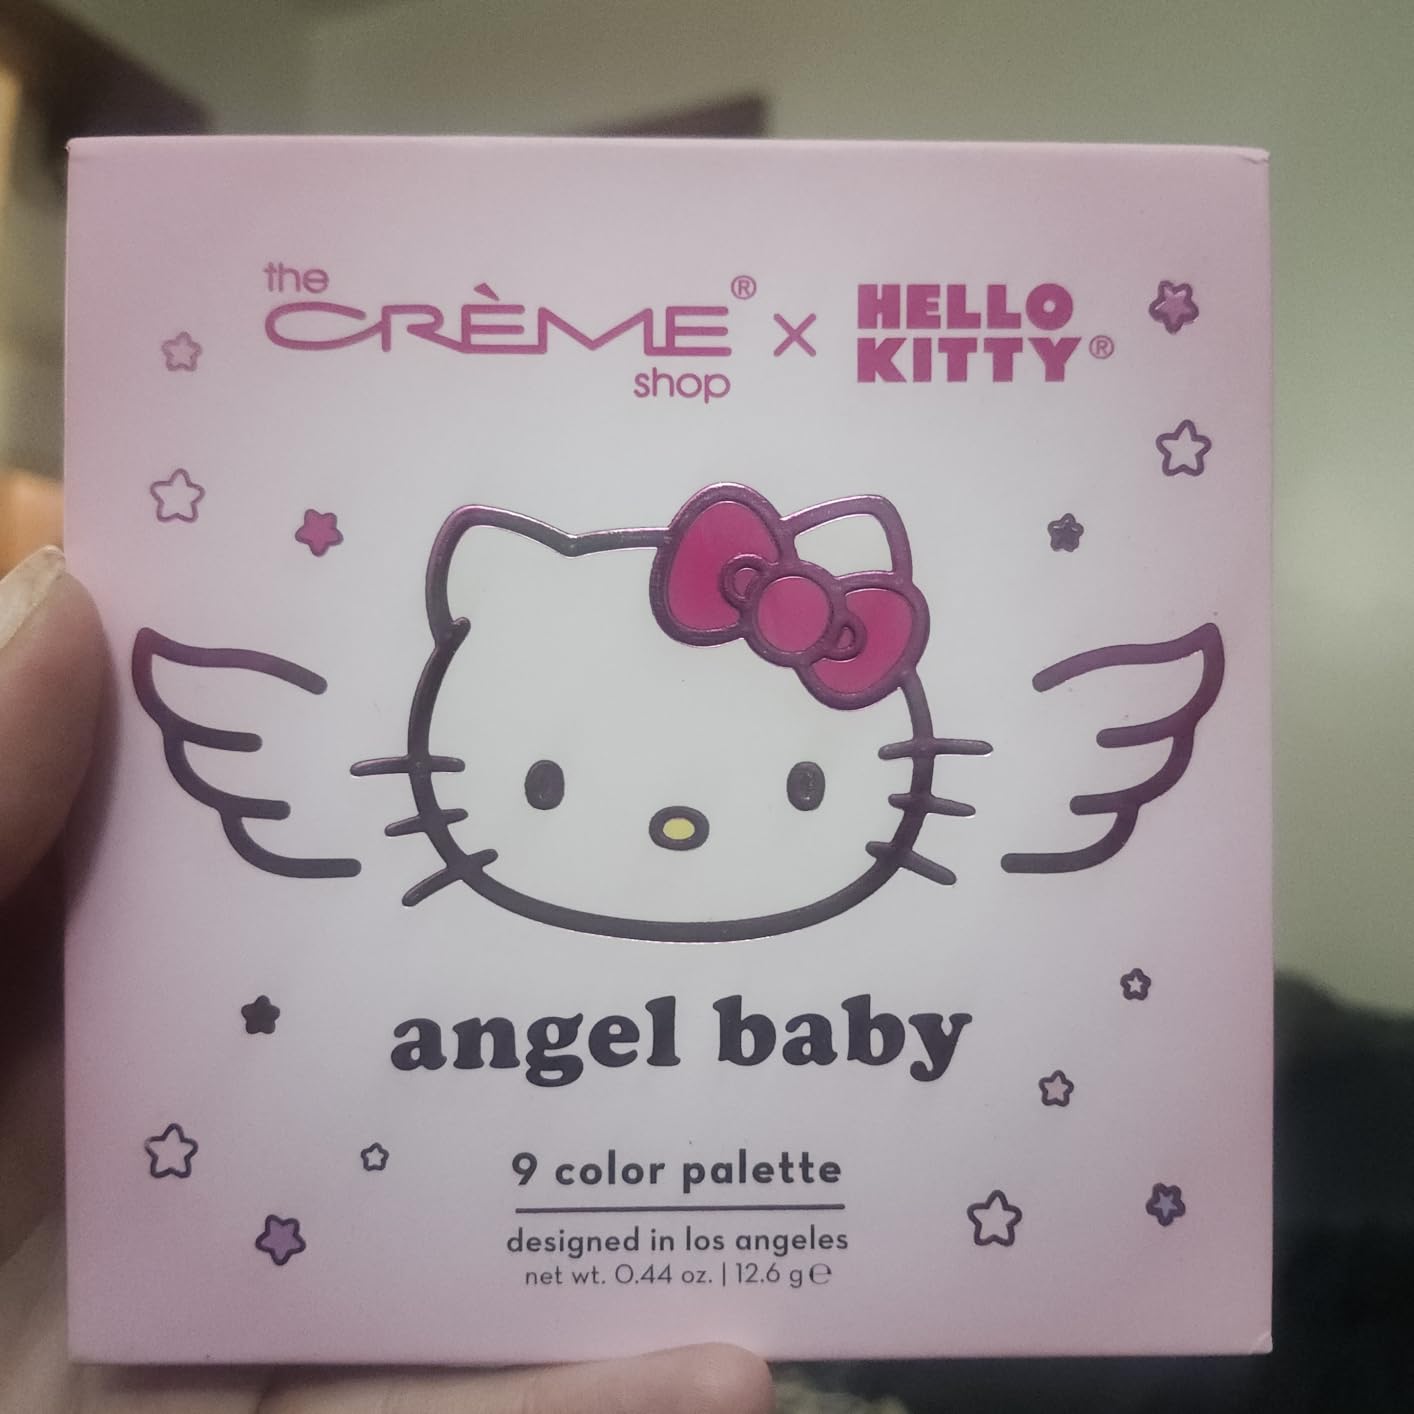 the
CRÈME® x HELLO
shop KITTY®
angel baby
9 color palette
designed in los angeles
net wt. 0.44 oz. | 12.6 g ℮